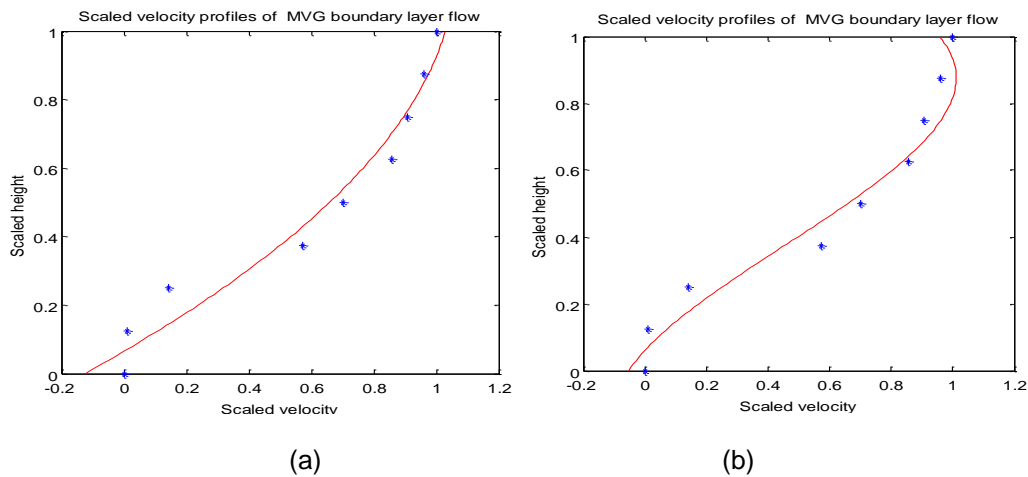 Scaled velocity profiles of MVG boundary layer flow
1
0.8
0.6
0.4
0.2
0
Scaled height
-0.2 0 0.2 0.4 0.6 0.8 1 1.2
Scaled velocity
(a)
Scaled velocity profiles of MVG boundary layer flow
1
0.8
0.6
0.4
0.2
0
Scaled height
-0.2 0 0.2 0.4 0.6 0.8 1 1.2
Scaled velocity
(b)